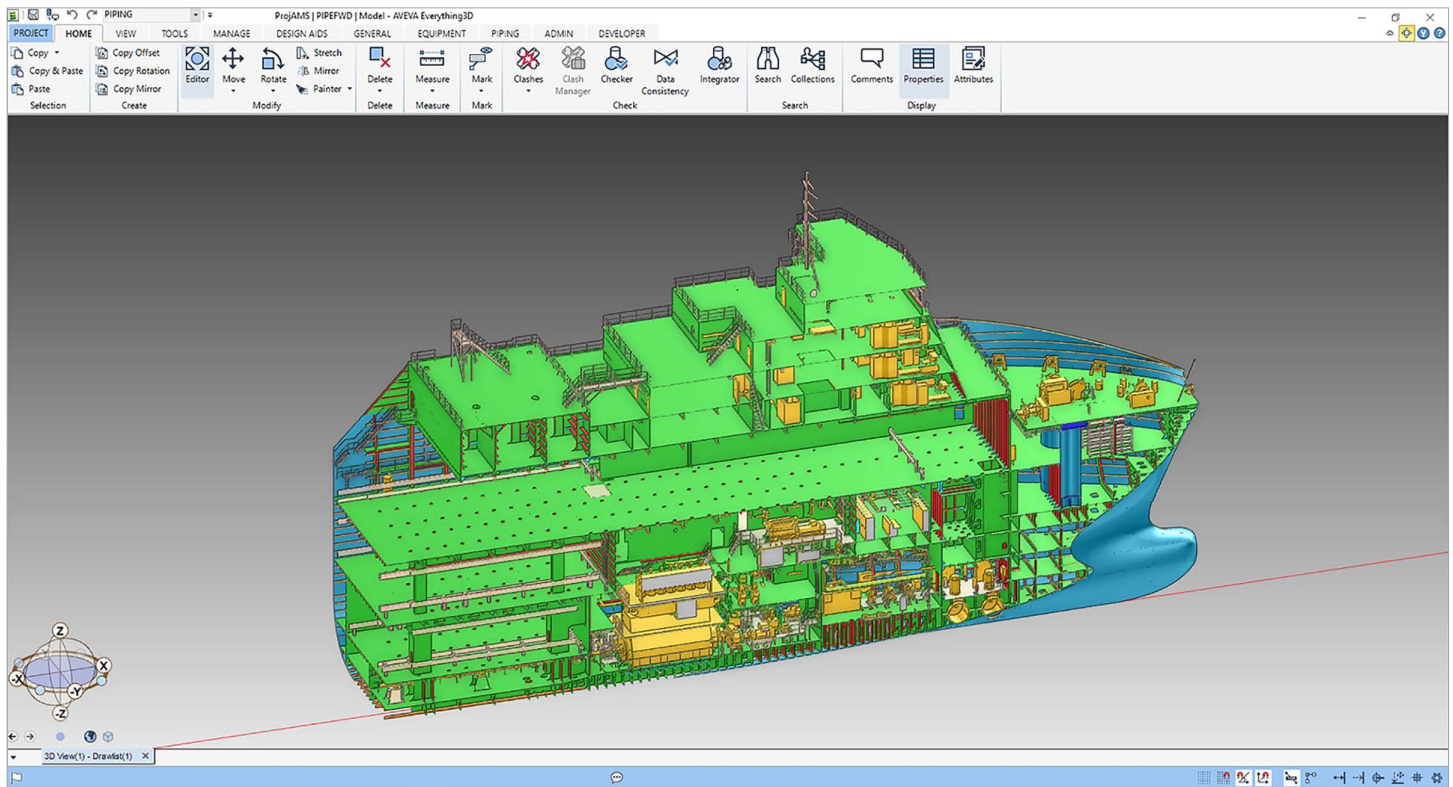 PIPING
ProjAMS | PIPEFWD | Model - AVEVA Everything3D
PROJECT HOME VIEW TOOLS MANAGE DESIGN AIDS GENERAL EQUIPMENT PIPING ADMIN DEVELOPER
Copy
Copy & Paste
Paste
Selection
Copy Offset
Copy Rotation
Copy Mirror
Create
Editor
Move
Rotate
Stretch
Mirror
Painter
Modify
Delete
Delete
Measure
Measure
Mark
Mark
Clashes
Clash
Manager
Checker
Data
Consistency
Integrator
Check
Search
Collections
Search
Comments
Properties
Attributes
Display
Z
X
-X
-Y
-Z
3D View(1) - Drawlist(1)